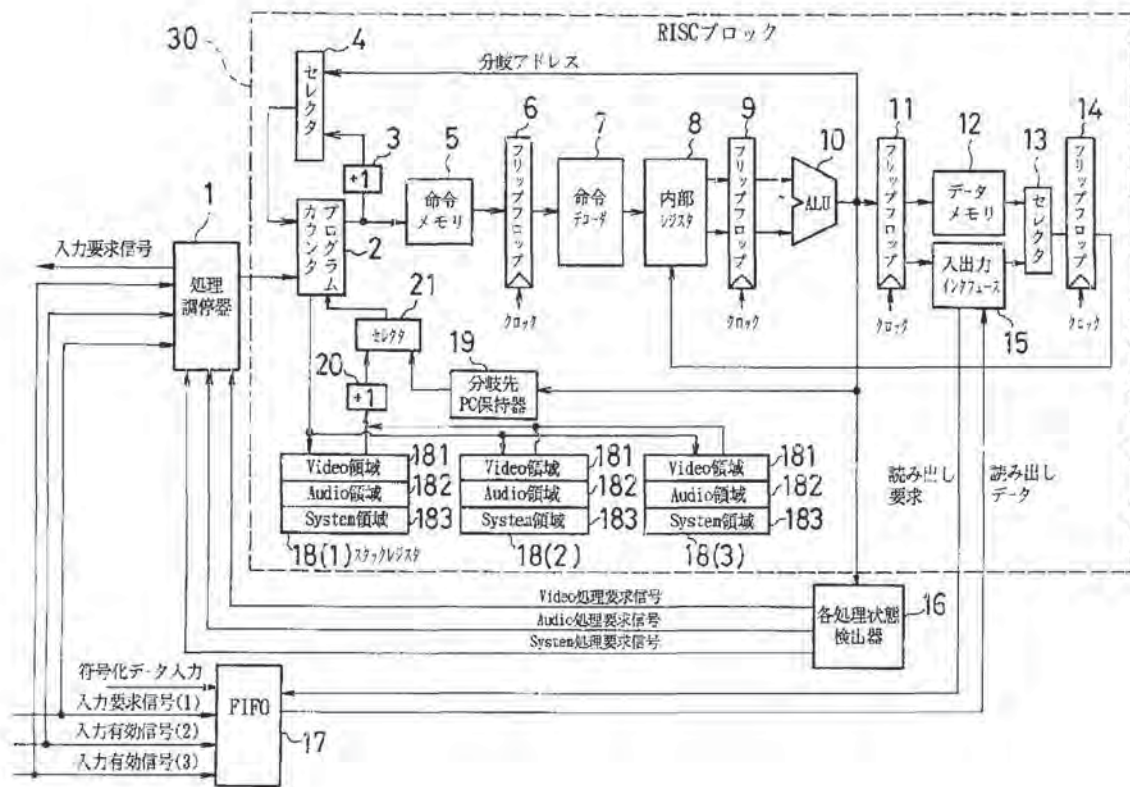 RISCブロック
30
4
セレクタ
分岐アドレス
3
+1
5
命令
メモリ
6
フリップフロップ
クロック
7
命令
デコーダ
8
内部
レジスタ
9
フリップフロップ
クロック
10
ALU
11
フリップフロップ
クロック
12
データ
メモリ
13
セレクタ
14
フリップフロップ
クロック
入出力
インタフェース
15
1
入力要求信号
処理
調停器
プログラム
カウンタ
2
21
セレクタ
20
+1
19
分岐先
PC保持器
Video領域 181
Audio領域 182
System領域 183
18(1)スタックレジスタ
Video領域 181
Audio領域 182
System領域 183
18(2)
Video領域 181
Audio領域 182
System領域 183
18(3)
読み出し
要求
読み出し
データ
Video処理要求信号
Audio処理要求信号
System処理要求信号
各処理状態
検出器
16
符号化データ入力
入力要求信号(1)
入力有効信号(2)
入力有効信号(3)
FIFO
17